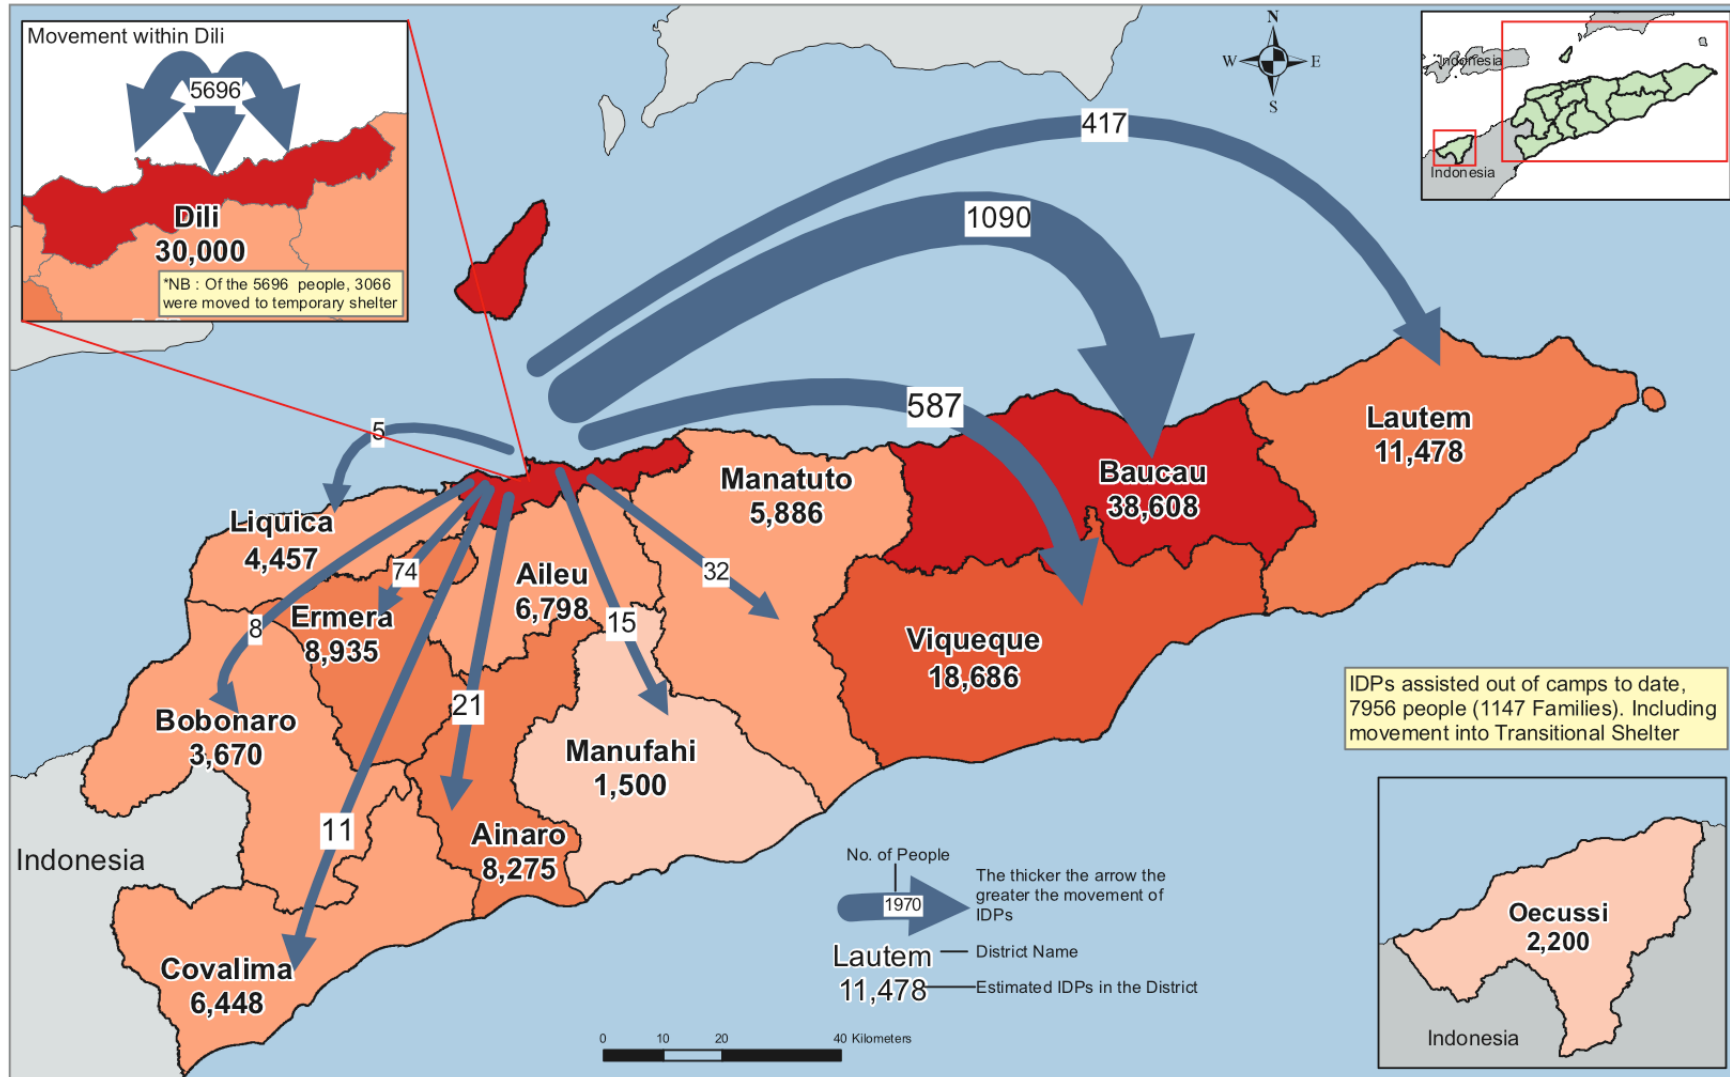 Movement within Dili
5696
Dili
30,000
*NB : Of the 5696 people, 3066
were moved to temporary shelter
N
W
E
S
Indonesia
Indonesia
417
1090
587
5
Lautem
11,478
Baucau
38,608
Manatuto
5,886
Liquica
4,457
74
Aileu
6,798
32
Ermera
8,935
8
15
Viqueque
18,686
21
Bobonaro
3,670
Manufahi
1,500
IDPs assisted out of camps to date,
7956 people (1147 Families). Including
movement into Transitional Shelter
11
Ainaro
8,275
Indonesia
Covalima
6,448
No. of People
1970
The thicker the arrow the
greater the movement of
IDPs
Lautem
District Name
11,478
Estimated IDPs in the District
0 10 20 40 Kilometers
Oecussi
2,200
Indonesia